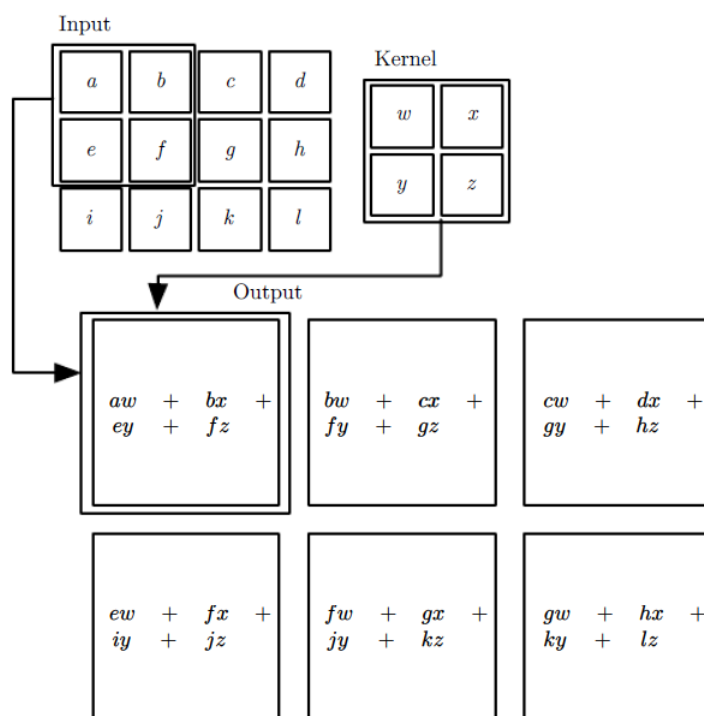 Input
a b c d
e f g h
i j k l
Kernel
w x
y z
Output
aw + bx +
ey + fz
bw + cx +
fy + gz
cw + dx +
gy + hz
ew + fx +
iy + jz
fw + gx +
jy + kz
gw + hx +
ky + lz